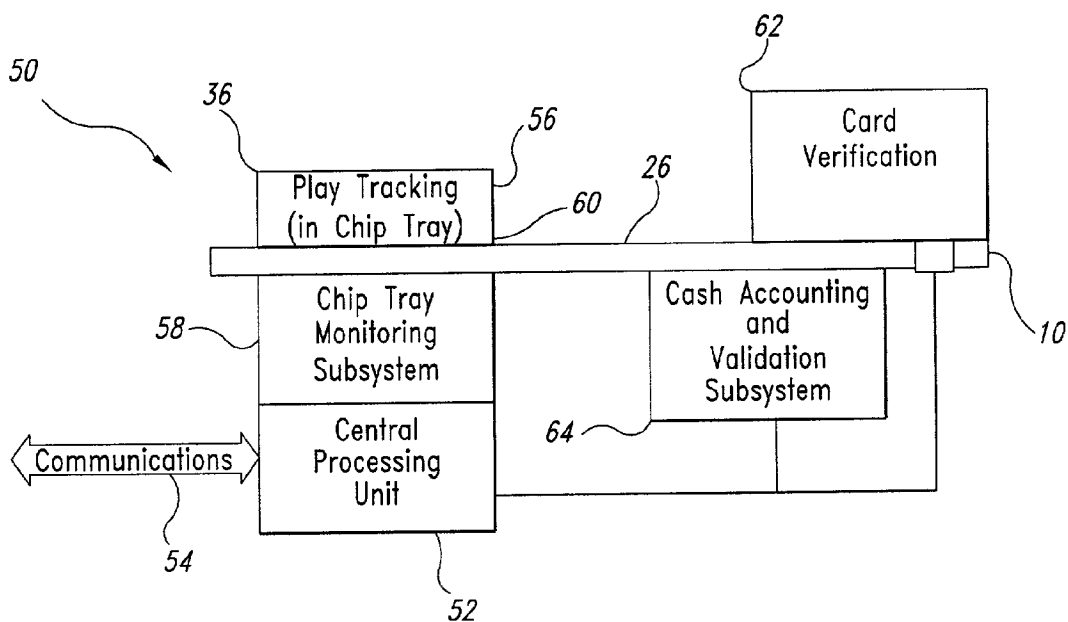 62
50
36
56
Card
Verification
Play Tracking
(in Chip Tray)
60
26
Chip Tray
Monitoring
Subsystem
58
Cash Accounting
and
Validation
Subsystem
10
64
Central
Processing
Unit
Communications
54
52